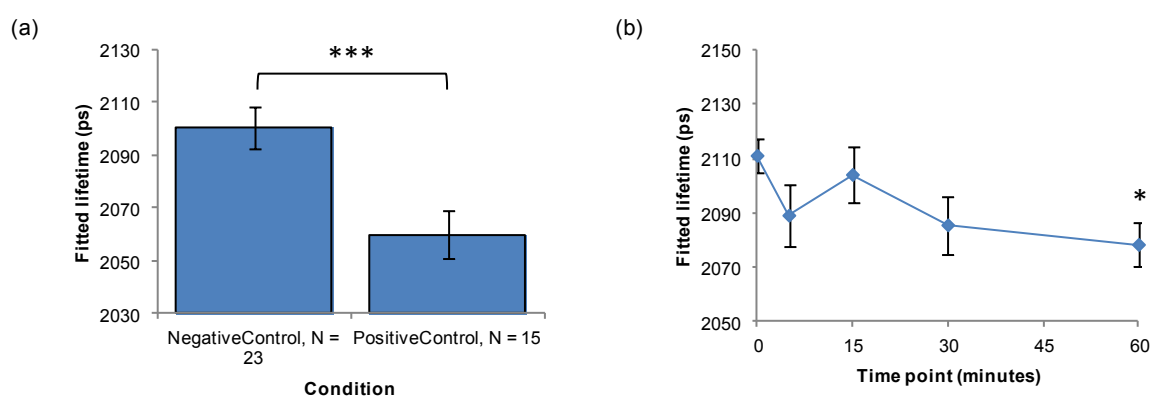 (a)
2130
2110
2090
2070
2050
2030
Fitted lifetime (ps)
***
NegativeControl, N =
23
PositiveControl, N = 15
Condition
(b)
2150
2130
2110
2090
2070
2050
Fitted lifetime (ps)
*
0
15
30
45
60
Time point (minutes)